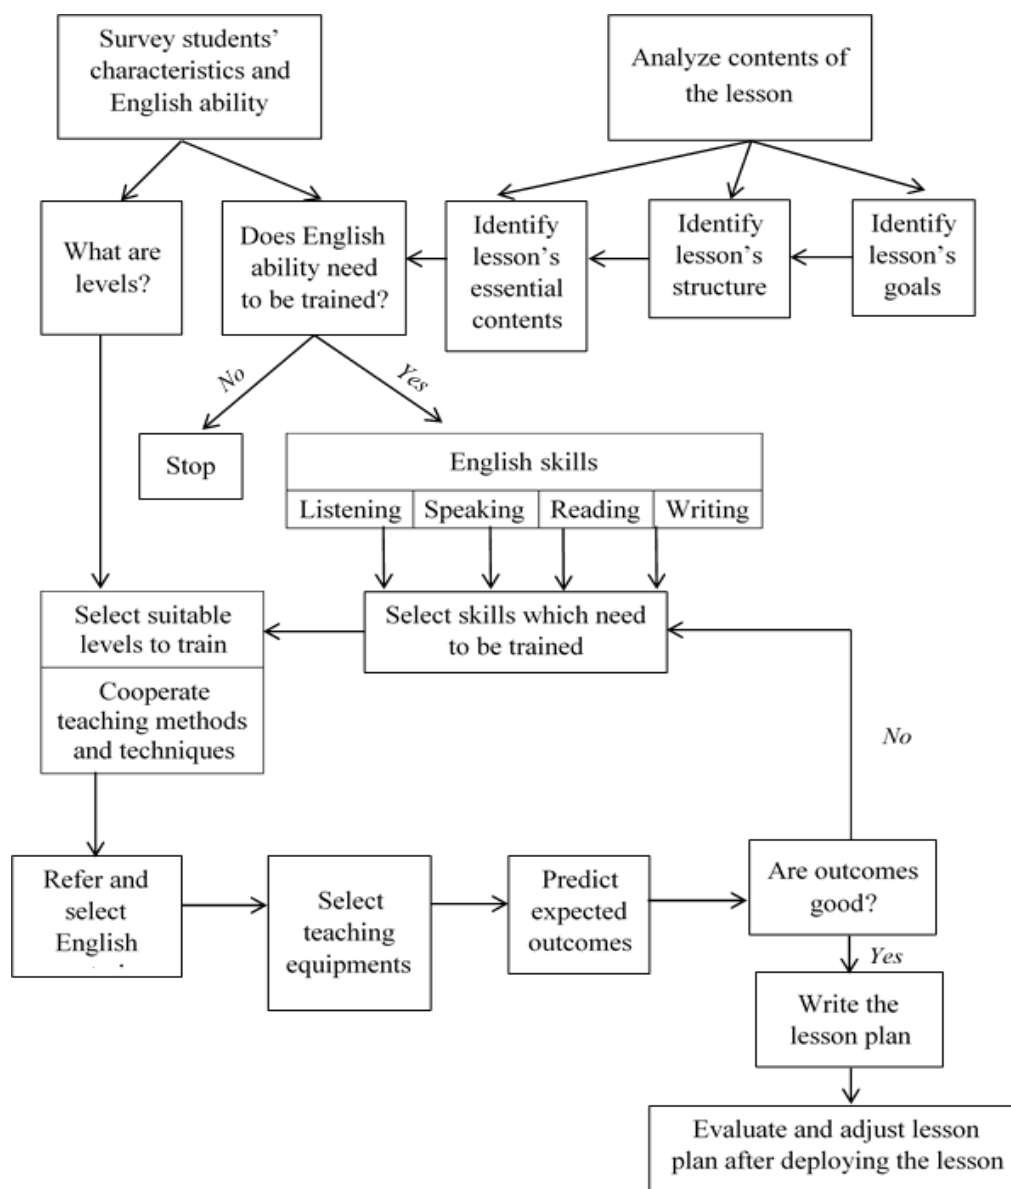 Survey students’
characteristics and
English ability
Analyze contents of
the lesson
What are
levels?
Does English
ability need
to be trained?
Identify
lesson’s
essential
contents
Identify
lesson’s
structure
Identify
lesson’s
goals
No
Yes
Stop
English skills
Listening
Speaking
Reading
Writing
Select suitable
levels to train
Select skills which need
to be trained
Cooperate
teaching methods
and techniques
No
Refer and
select
English
Select
teaching
equipments
Predict
expected
outcomes
Are outcomes
good?
Yes
Write the
lesson plan
Evaluate and adjust lesson
plan after deploying the lesson